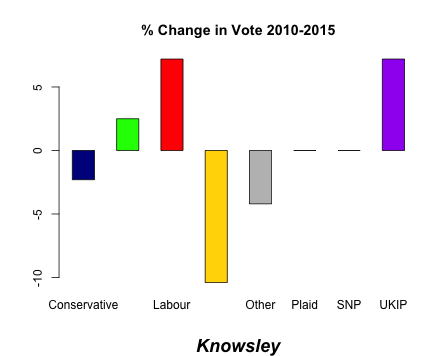 % Change in Vote 2010-2015
5
0
-5
-10
Conservative Labour Other Plaid SNP UKIP
Knowsley